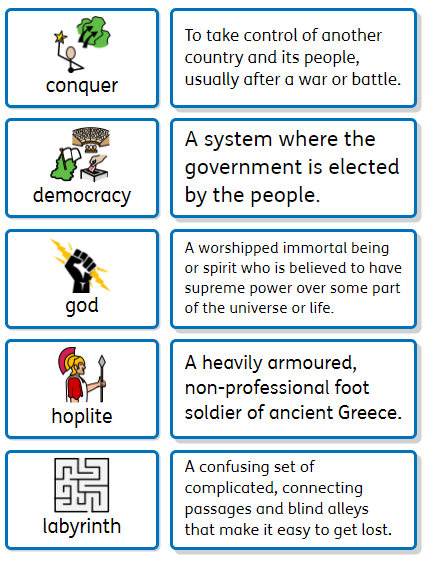 conquer
To take control of another
country and its people,
usually after a war or battle.
democracy
A system where the
government is elected
by the people.
god
A worshipped immortal being
or spirit who is believed to have
supreme power over some part
of the universe or life.
hoplite
A heavily armoured,
non-professional foot
soldier of ancient Greece.
labyrinth
A confusing set of
complicated, connecting
passages and blind alleys
that make it easy to get lost.